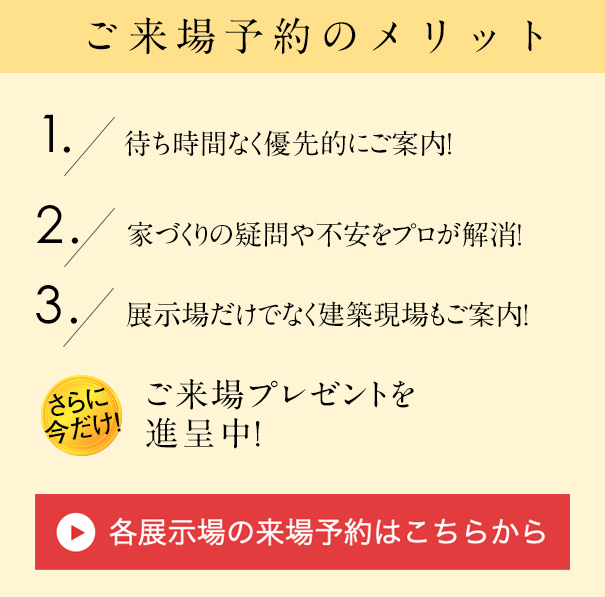 ご来場予約のメリット
1. 待ち時間なく優先的にご案内!
2. 家づくりの疑問や不安をプロが解消!
3. 展示場だけでなく建築現場もご案内!
さらに
今だけ!
ご来場プレゼントを
進呈中!
各展示場の来場予約はこちらから